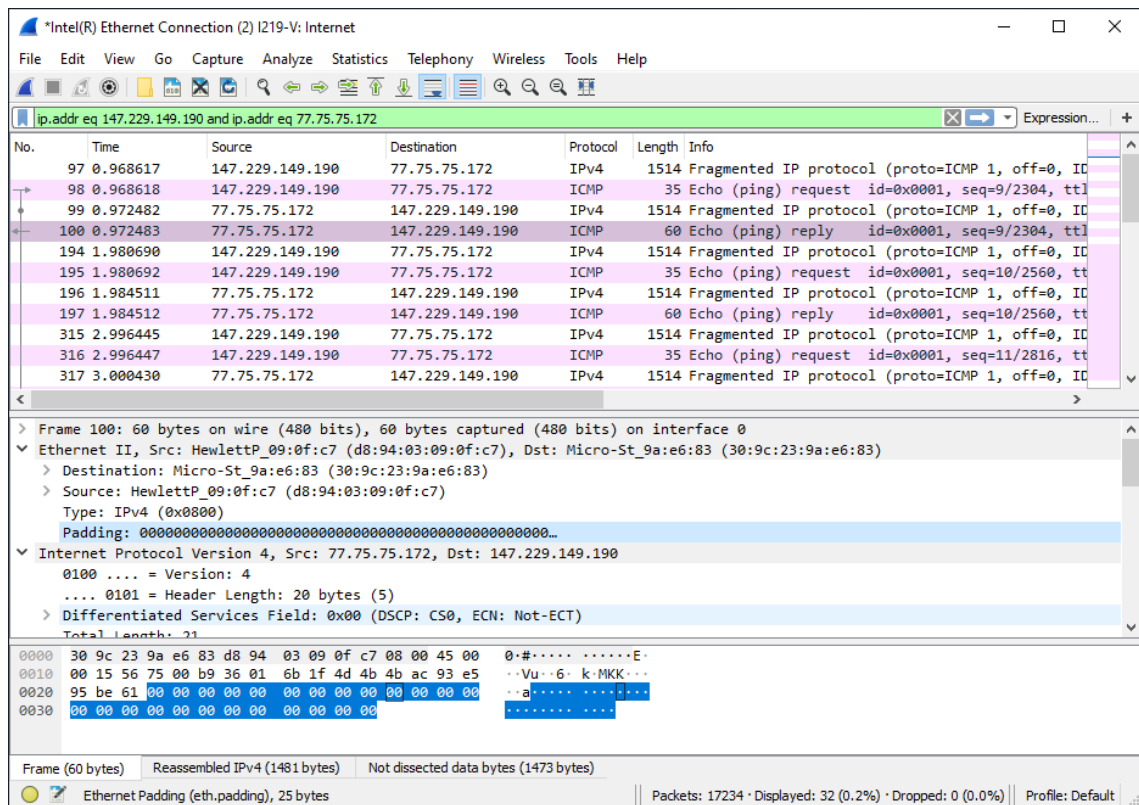 *Intel(R) Ethernet Connection (2) I219-V: Internet
File Edit View Go Capture Analyze Statistics Telephony Wireless Tools Help
ip.addr eq 147.229.149.190 and ip.addr eq 77.75.75.172 Expression... +
No. Time Source Destination Protocol Length Info
97 0.968617 147.229.149.190 77.75.75.172 IPv4 1514 Fragmented IP protocol (proto=ICMP 1, off=0, ID
98 0.968618 147.229.149.190 77.75.75.172 ICMP 35 Echo (ping) request id=0x0001, seq=9/2304, ttl
99 0.972482 77.75.75.172 147.229.149.190 IPv4 1514 Fragmented IP protocol (proto=ICMP 1, off=0, ID
100 0.972483 77.75.75.172 147.229.149.190 ICMP 60 Echo (ping) reply id=0x0001, seq=9/2304, ttl
194 1.980690 147.229.149.190 77.75.75.172 IPv4 1514 Fragmented IP protocol (proto=ICMP 1, off=0, ID
195 1.980692 147.229.149.190 77.75.75.172 ICMP 35 Echo (ping) request id=0x0001, seq=10/2560, tt
196 1.984511 77.75.75.172 147.229.149.190 IPv4 1514 Fragmented IP protocol (proto=ICMP 1, off=0, ID
197 1.984512 77.75.75.172 147.229.149.190 ICMP 60 Echo (ping) reply id=0x0001, seq=10/2560, tt
315 2.996445 147.229.149.190 77.75.75.172 IPv4 1514 Fragmented IP protocol (proto=ICMP 1, off=0, ID
316 2.996447 147.229.149.190 77.75.75.172 ICMP 35 Echo (ping) request id=0x0001, seq=11/2816, tt
317 3.000430 77.75.75.172 147.229.149.190 IPv4 1514 Fragmented IP protocol (proto=ICMP 1, off=0, ID
Frame 100: 60 bytes on wire (480 bits), 60 bytes captured (480 bits) on interface 0
Ethernet II, Src: HewlettP_09:0f:c7 (d8:94:03:09:0f:c7), Dst: Micro-St_9a:e6:83 (30:9c:23:9a:e6:83)
Destination: Micro-St_9a:e6:83 (30:9c:23:9a:e6:83)
Source: HewlettP_09:0f:c7 (d8:94:03:09:0f:c7)
Type: IPv4 (0x0800)
Padding: 00000000000000000000000000000000000000000000000000…
Internet Protocol Version 4, Src: 77.75.75.172, Dst: 147.229.149.190
0100 .... = Version: 4
.... 0101 = Header Length: 20 bytes (5)
Differentiated Services Field: 0x00 (DSCP: CS0, ECN: Not-ECT)
Total Length: 21
0000 30 9c 23 9a e6 83 d8 94 03 09 0f c7 08 00 45 00 0·#····· ······E·
0010 00 15 56 75 00 b9 36 01 6b 1f 4d 4b 4b ac 93 e5 ··Vu··6· k·MKK···
0020 95 be 61 00 00 00 00 00 00 00 00 00 00 00 00 00 ··a····· ········
0030 00 00 00 00 00 00 00 00 00 00 00 00 ········ ····
Frame (60 bytes) Reassembled IPv4 (1481 bytes) Not dissected data bytes (1473 bytes)
Ethernet Padding (eth.padding), 25 bytes Packets: 17234 · Displayed: 32 (0.2%) · Dropped: 0 (0.0%) Profile: Default